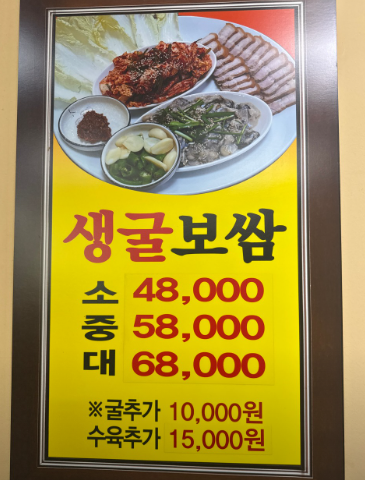 생굴보쌈
소 48,000
중 58,000
대 68,000
※굴추가 10,000원
수육추가 15,000원